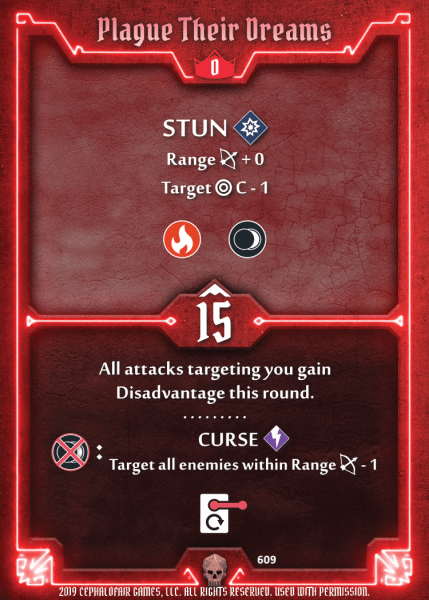 Plague Their Dreams
0
STUN
Range + 0
Target C - 1
15
All attacks targeting you gain
Disadvantage this round.
.........
: CURSE
Target all enemies within Range - 1
609
2019 CEPHALOFAIR GAMES, LLC. ALL RIGHTS RESERVED. USED WITH PERMISSION.